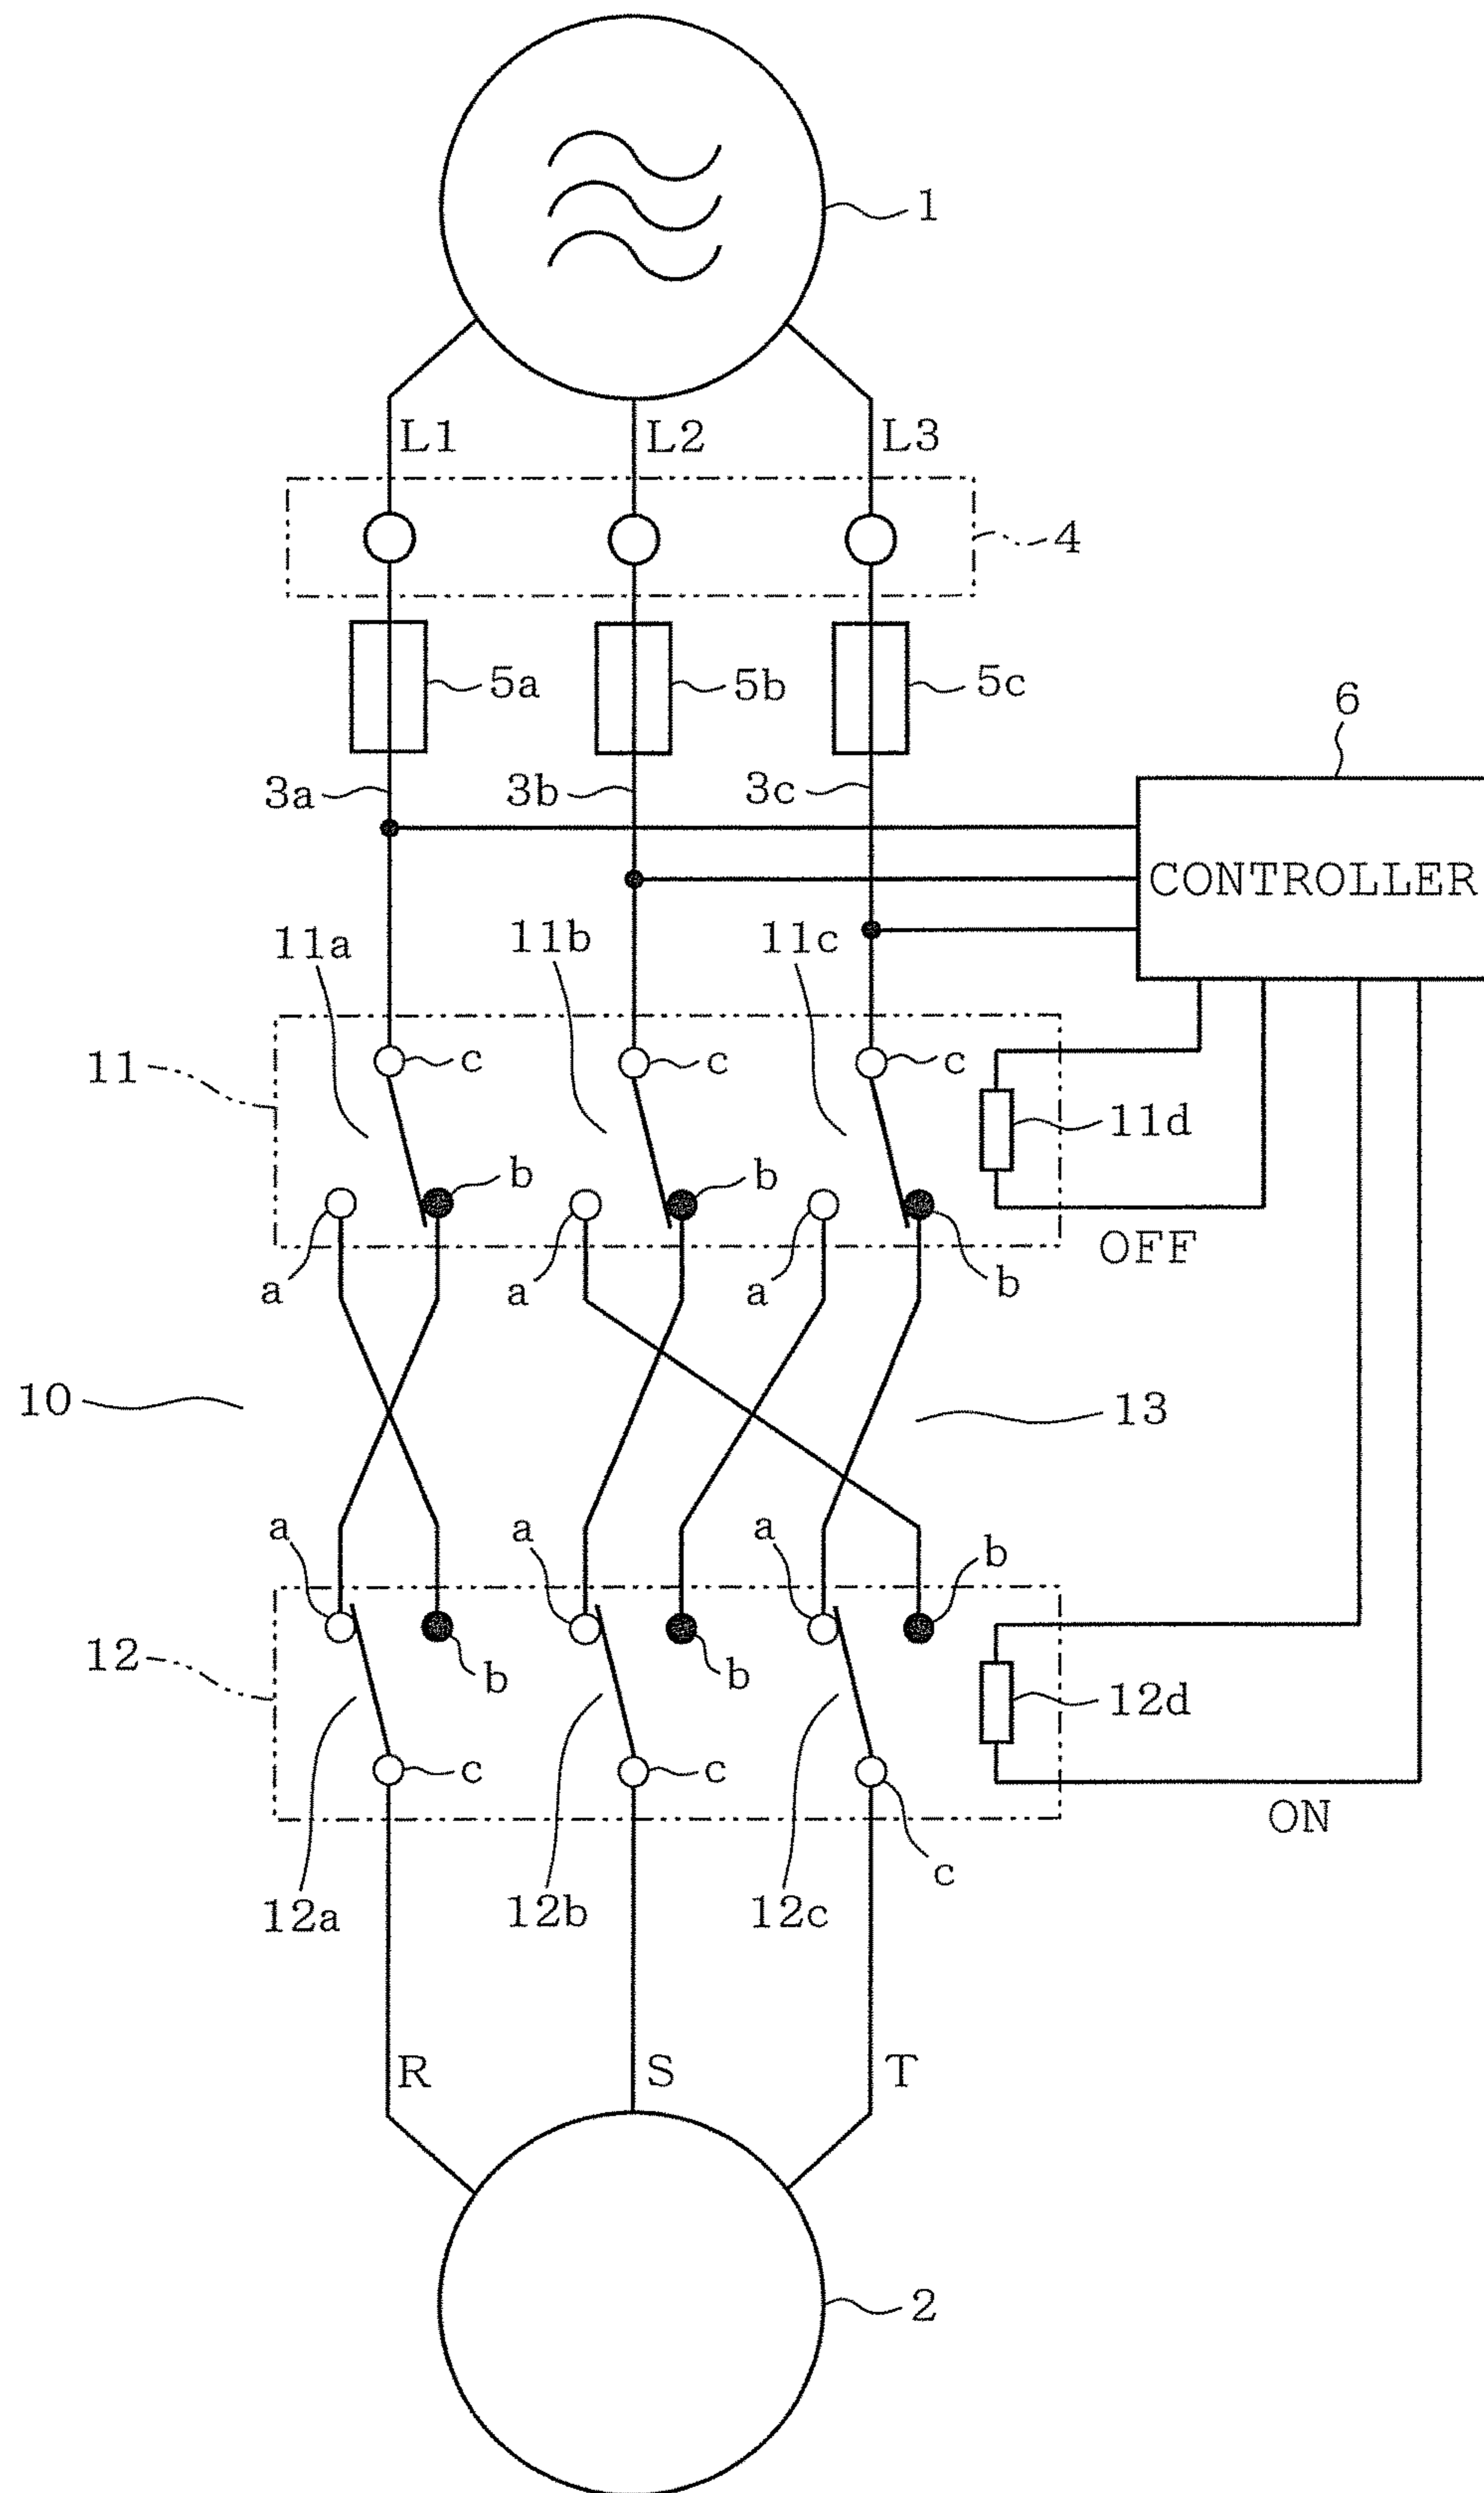 1
L1 L2 L3
4
5a 5b 5c
6
3a 3b 3c
CONTROLLER
11a 11b 11c
11 c c c
11d
b b
a a a b
OFF
10 13
a a a b
12 b b 12d
c c
ON
c
12a 12b 12c
R S T
2